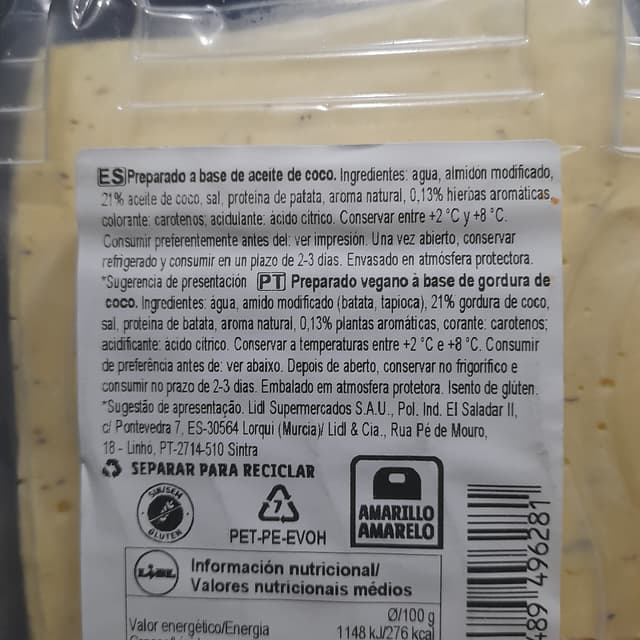 ES Preparado a base de aceite de coco. Ingredientes: agua, almidón modificado,
21% aceite de coco, sal, proteina de patata, aroma natural, 0,13% hierbas aromáticas,
colorante: carotenos; acidulante: ácido cítrico. Conservar entre +2 °C y +8 °C.
Consumir preferentemente antes del: ver impresión. Una vez abierto, conservar
refrigerado y consumir en un plazo de 2-3 dias. Envasado en atmósfera protectora.
*Sugerencia de presentación PT Preparado vegano à base de gordura de
coco. Ingredientes: água, amido modificado (batata, tapioca), 21% gordura de coco,
sal, proteina de batata, aroma natural, 0,13% plantas aromáticas, corante: carotenos;
acidificante: ácido cítrico. Conservar a temperaturas entre +2 °C e +8 °C. Consumir
de preferência antes de: ver abaixo. Depois de aberto, conservar no frigorífico e
consumir no prazo de 2-3 dias. Embalado em atmosfera protetora. Isento de glúten.
*Sugestão de apresentação. Lidl Supermercados S.A.U., Pol. Ind. El Saladar II,
c/ Pontevedra 7, ES-30564 Lorqui (Murcia)/ Lidl & Cia., Rua Pé de Mouro,
18 - Linhó, PT-2714-510 Sintra
SEPARAR PARA RECICLAR
SIN/SEM
GLUTEN
7
PET-PE-EVOH
AMARILLO
AMARELO
LIDL
Información nutricional/
Valores nutricionais médios
Ø/100 g
Valor energético/Energia
1148 kJ/276 kcal
489 496281